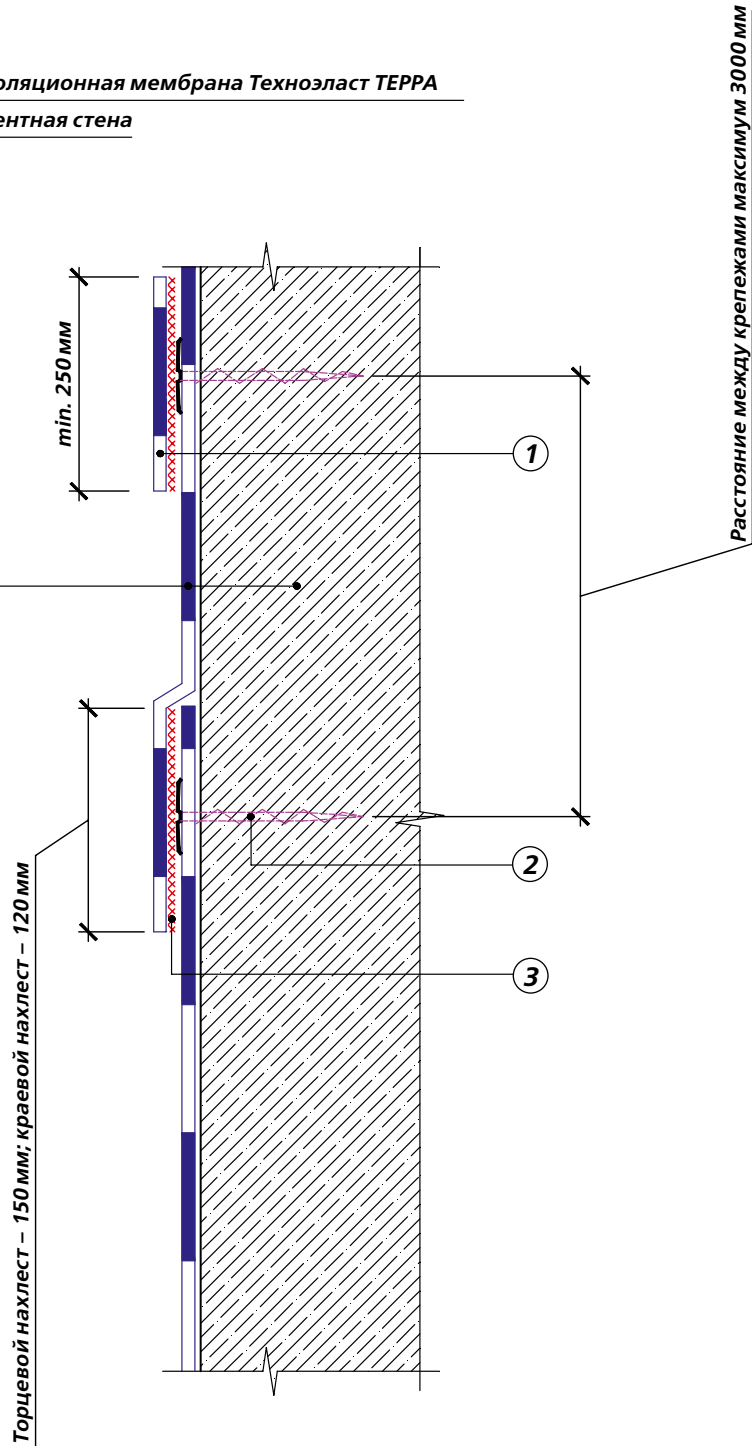 оляционная мембрана Техноэласт ТЕРРА
ентная стена
Расстояние между крепежами максимум 3000 мм
min. 250 мм
1
2
3
Торцевой нахлест – 150 мм; краевой нахлест – 120 мм